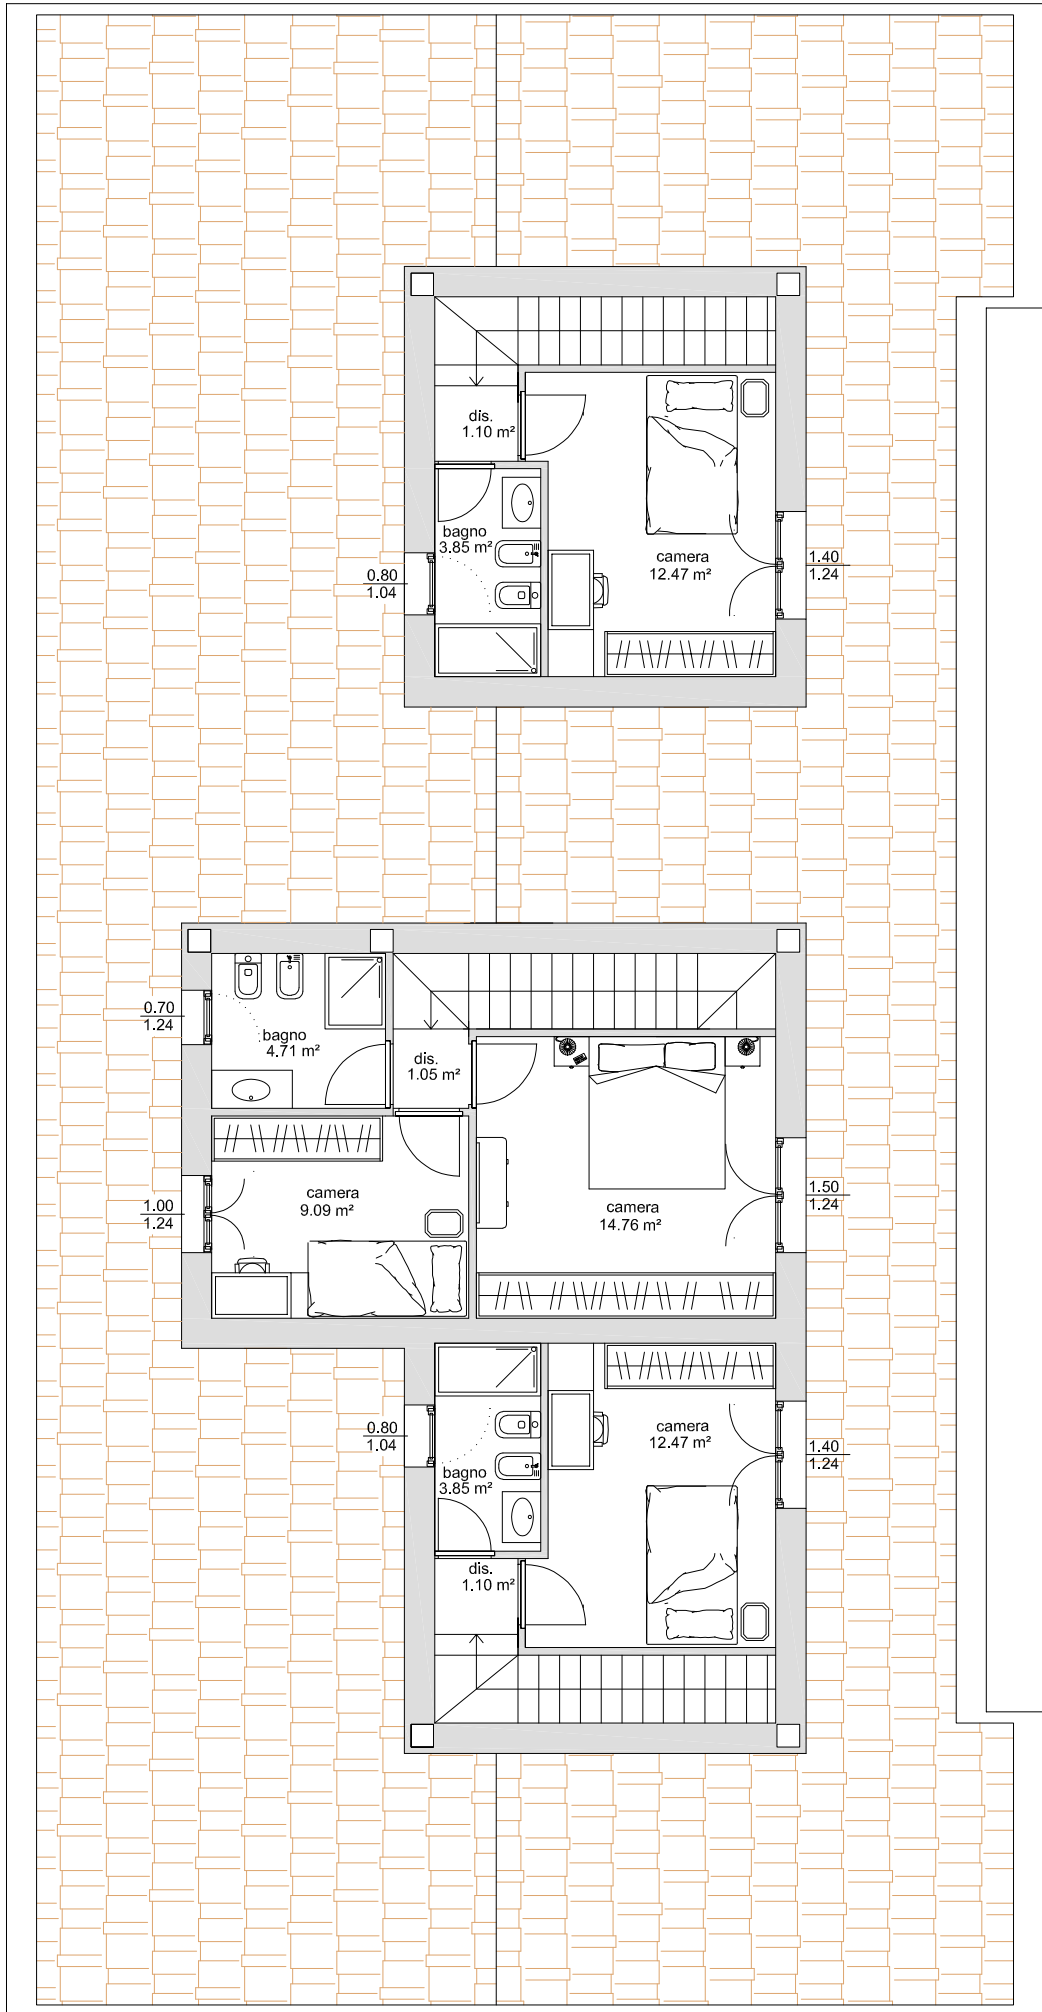 dis.
1.10 m²
bagno
3.85 m²
camera
12.47 m²
0.80
1.04
1.40
1.24
0.70
1.24
bagno
4.71 m²
dis.
1.05 m²
camera
9.09 m²
camera
14.76 m²
1.00
1.24
1.50
1.24
0.80
1.04
camera
12.47 m²
1.40
1.24
bagno
3.85 m²
dis.
1.10 m²